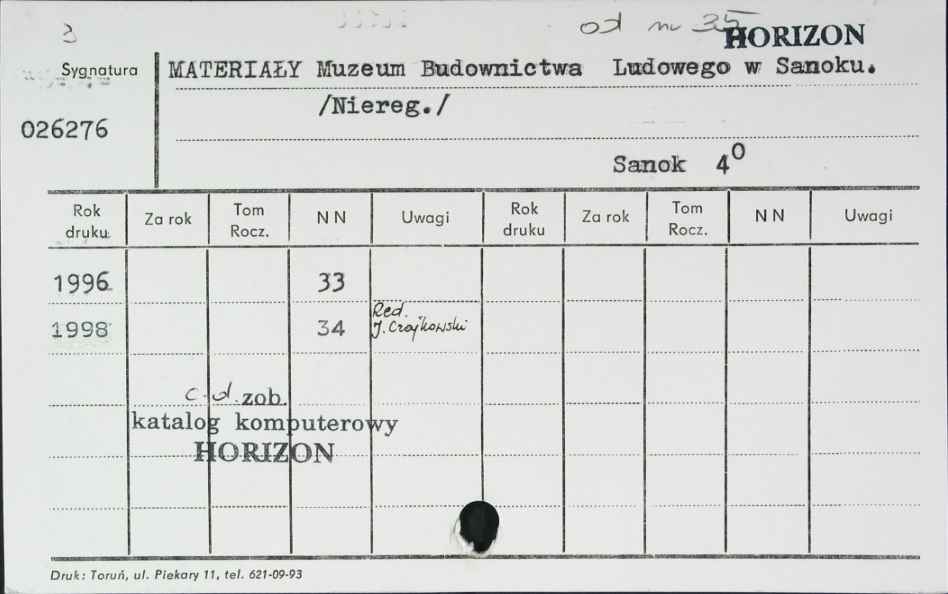 3
od nr 35
HORIZON
Sygnatura
026276
MATERIAŁY Muzeum Budownictwa Ludowego w Sanoku.
/Niereg./
Sanok 4⁰
Rok druku Za rok Tom Rocz. N N Uwagi Rok druku Za rok Tom Rocz. N N Uwagi
1996 33
1998 34 Red. J. Czajkowski
c.d. zob.
katalog komputerowy
HORIZON
Druk: Toruń, ul. Piekary 11, tel. 621-09-93